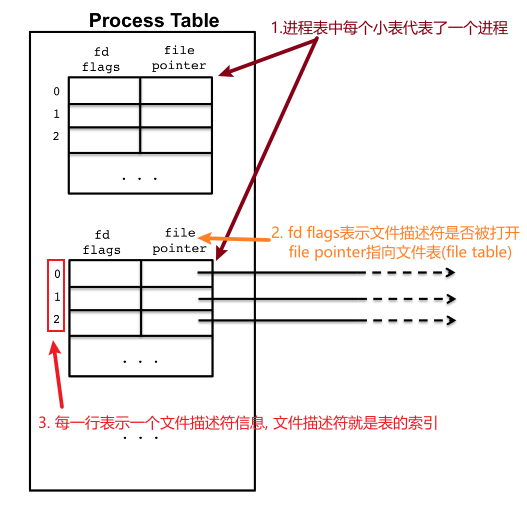 Process Table
1.进程表中每个小表代表了一个进程
fd file
flags pointer
0
1
2
. . .
fd file
flags pointer
2. fd flags表示文件描述符是否被打开
file pointer指向文件表(file table)
0
1
2
. . .
3. 每一行表示一个文件描述符信息, 文件描述符就是表的索引
. . .